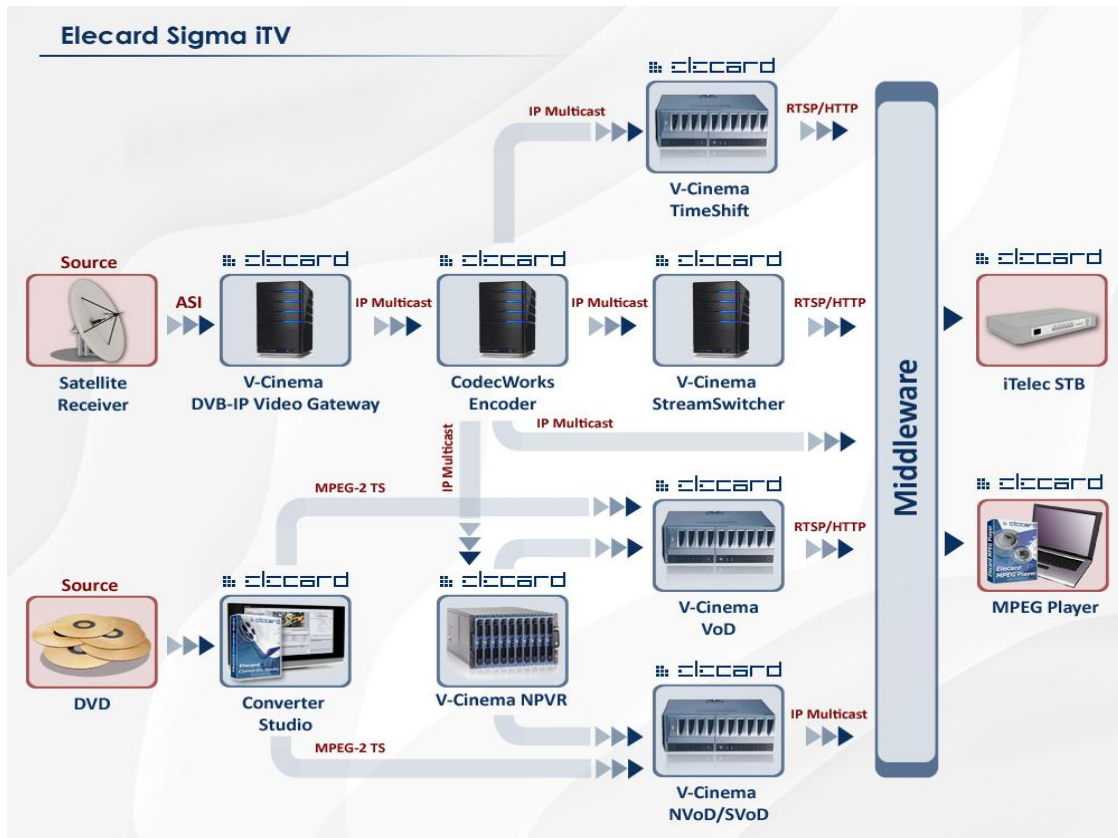 Elecard Sigma iTV
elecard
IP Multicast
RTSP/HTTP
V-Cinema
TimeShift
Source
elecard
elecard
elecard
elecard
ASI
IP Multicast
IP Multicast
RTSP/HTTP
Satellite
Receiver
V-Cinema
DVB-IP Video Gateway
CodecWorks
Encoder
V-Cinema
StreamSwitcher
iTelec STB
IP Multicast
IP Multicast
Middleware
MPEG-2 TS
elecard
elecard
RTSP/HTTP
Elecard
MPEG Player
Source
elecard
elecard
V-Cinema
VoD
MPEG Player
DVD
Converter
Studio
V-Cinema NPVR
elecard
IP Multicast
MPEG-2 TS
V-Cinema
NVoD/SVoD